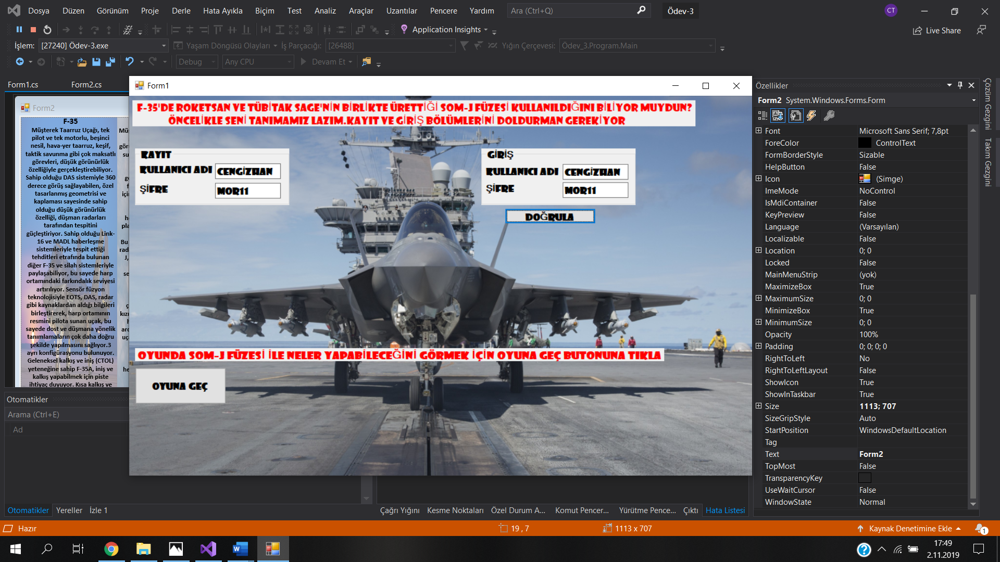 Dosya Düzen Görünüm Proje Derle Hata Ayıkla Biçim Test Analiz Araçlar Uzantılar Pencere Yardım Ara (Ctrl+Q) Ödev-3 CT
Application Insights Live Share
İşlem: [27240] Ödev-3.exe Yaşam Döngüsü Olayları İş Parçacığı: [26488] Yığın Çerçevesi: Ödev_3.Program.Main
Debug Any CPU Devam Et
Form1.cs Form2.cs
Form2
F-35
Müşterek Taarruz Uçağı, tek
pilot ve tek motorlu, beşinci
nesil, hava-yer taarruz, keşif,
taktik savunma gibi çok maksatlı
görevleri, düşük görünürlük
özelliğiyle gerçekleştirebiliyor.
Sahip olduğu DAS sistemiyle 360
derece görüş sağlayabilen, özel
tasarlanmış geometrisi ve
kaplaması sayesinde sahip
olduğu düşük görünürlük
özelliği, düşman radarları
tarafından tespitini
güçleştiriyor. Sahip olduğu Link-
16 ve MADL haberleşme
sistemleriyle tespit ettiği
tehditleri etrafında bulunan
diğer F-35 ve silah sistemleriyle
paylaşabiliyor, bu sayede harp
ortamındaki farkındalık seviyesi
artırılıyor. Sensör füzyon
teknolojisiyle EOTS, DAS, radar
gibi kaynaklardan aldığı bilgileri
birleştirerek, harp ortamının
resmini pilota sunan uçak, bu
sayede dost ve düşmana yönelik
tanımlamaların çok daha doğru
şekilde yapılmasını sağlıyor.3
ayrı konfigürasyonu bulunuyor.
Geleneksel kalkış ve iniş (CTOL)
yeteneğine sahip F-35A, iniş ve
kalkış yapabilmek için piste
ihtiyaç duyuyor. Kısa kalkış ve
Form1
F-35'DE ROKETSAN VE TÜBİTAK SAGE'NİN BİRLİKTE ÜRETTİĞİ SOM-J FÜZESİ KULLANILDIĞINI BİLİYOR MUYDUN?
ÖNCELİKLE SENİ TANIMAMIZ LAZIM.KAYIT VE GİRİŞ BÖLÜMLERİNİ DOLDURMAN GEREKİYOR
KAYIT
KULLANICI ADI CENGİZHAN
ŞİFRE MOR11
GİRİŞ
KULLANICI ADI CENGİZHAN
ŞİFRE MOR11
DOĞRULA
OYUNDA SOM-J FÜZESİ İLE NELER YAPABİLECEĞİNİ GÖRMEK İÇİN OYUNA GEÇ BUTONUNA TIKLA
OYUNA GEÇ
Özellikler
Form2 System.Windows.Forms.Form
Font Microsoft Sans Serif; 7,8pt
ForeColor ControlText
FormBorderStyle Sizable
HelpButton False
Icon (Simge)
ImeMode NoControl
IsMdiContainer False
KeyPreview False
Language (Varsayılan)
Localizable False
Location 0; 0
Locked False
MainMenuStrip (yok)
MaximizeBox True
MaximumSize 0; 0
MinimizeBox True
MinimumSize 0; 0
Opacity 100%
Padding 0; 0; 0; 0
RightToLeft No
RightToLeftLayout False
ShowIcon True
ShowInTaskbar True
Size 1113; 707
SizeGripStyle Auto
StartPosition WindowsDefaultLocation
Tag
Text Form2
TopMost False
TransparencyKey
UseWaitCursor False
WindowState Normal
Çözüm Gezgini
Takım Gezgini
Otomatikler
Arama (Ctrl+E)
Ad
Otomatikler Yereller İzle 1
Çağrı Yığını Kesme Noktaları Özel Durum A... Komut Pencer... Yürütme Pence... Çıktı Hata Listesi
Hazır 19 , 7 1113 x 707 Kaynak Denetimine Ekle 1
17:49
2.11.2019